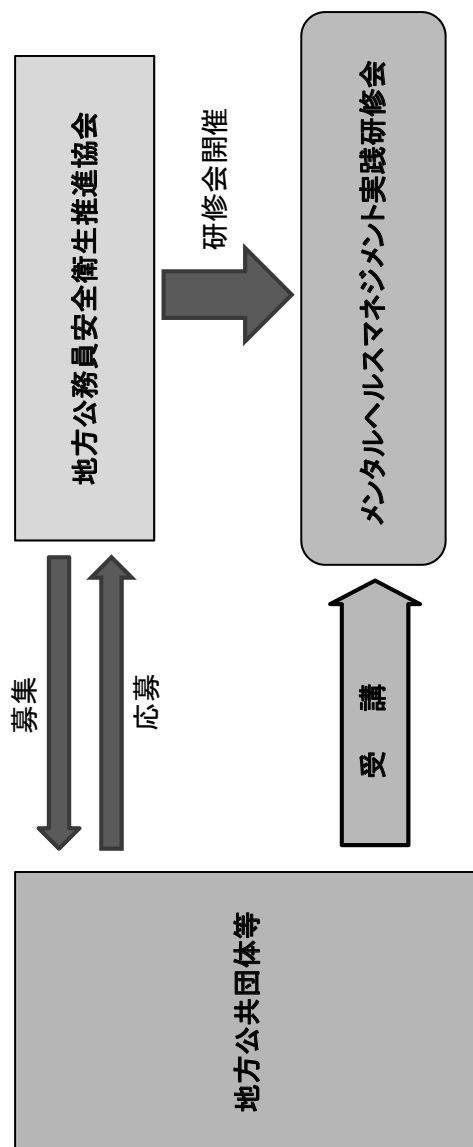 募集
応募
地方公共団体等
地方公務員安全衛生推進協会
研修会開催
受　講
メンタルヘルスマネジメント実践研修会